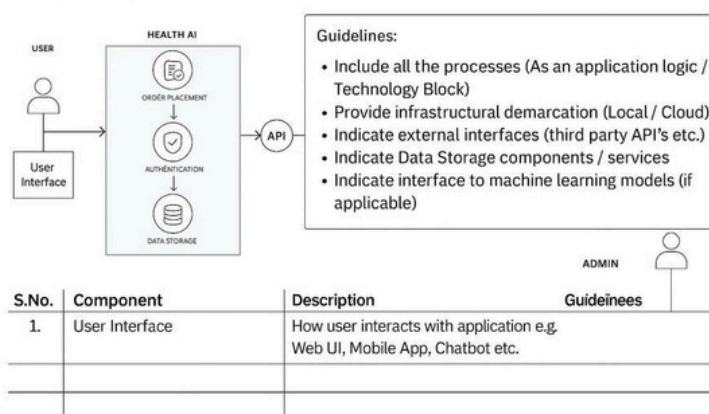 USER
HEALTH AI
ORDER PLACEMENT
AUTHENTICATION
DATA STORAGE
User
Interface
API
Guidelines:
• Include all the processes (As an application logic /
Technology Block)
• Provide infrastructural demarcation (Local / Cloud)
• Indicate external interfaces (third party API's etc.)
• Indicate Data Storage components / services
• Indicate interface to machine learning models (if
applicable)
ADMIN
S.No. Component Description Guideinees
1. User Interface How user interacts with application e.g.
Web UI, Mobile App, Chatbot etc.